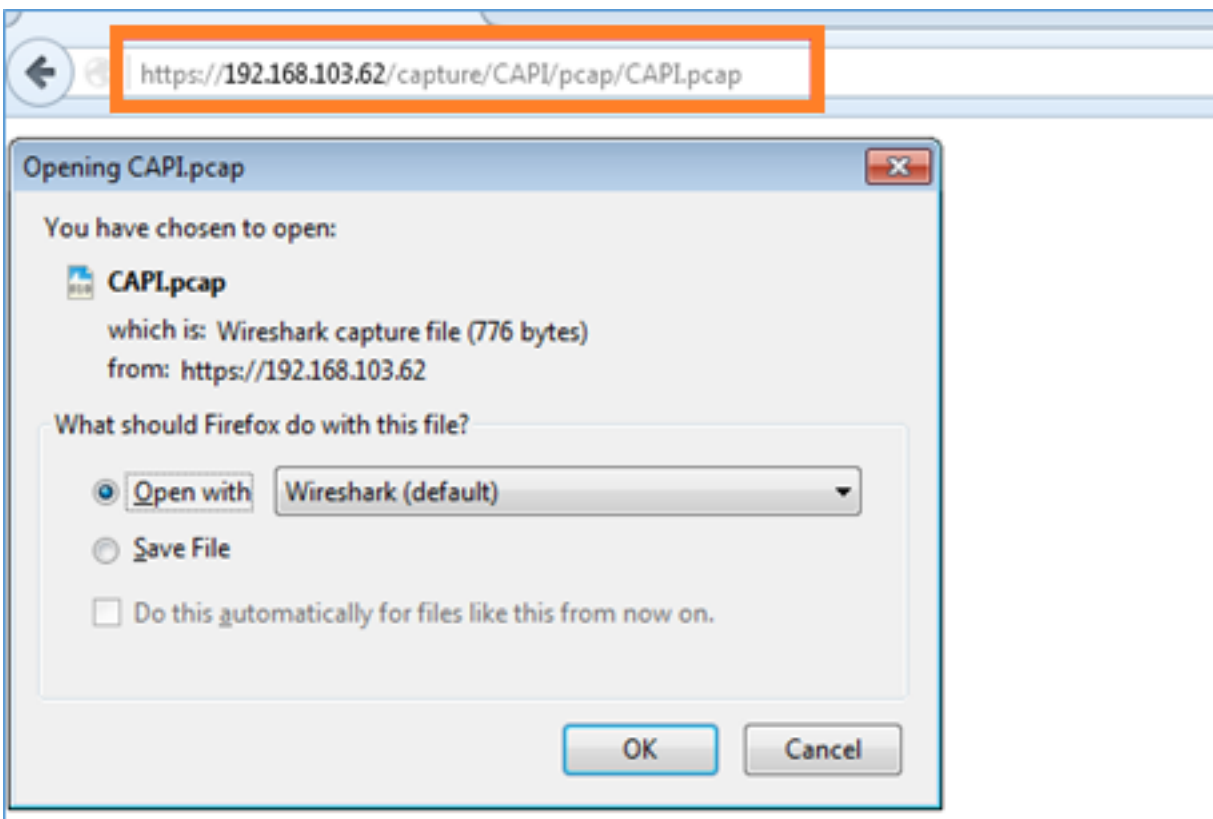 https://192.168.103.62/capture/CAPI/pcap/CAPI.pcap
Opening CAPI.pcap
You have chosen to open:
CAPI.pcap
which is: Wireshark capture file (776 bytes)
from: https://192.168.103.62
What should Firefox do with this file?
Open with Wireshark (default)
Save File
Do this automatically for files like this from now on.
OK Cancel